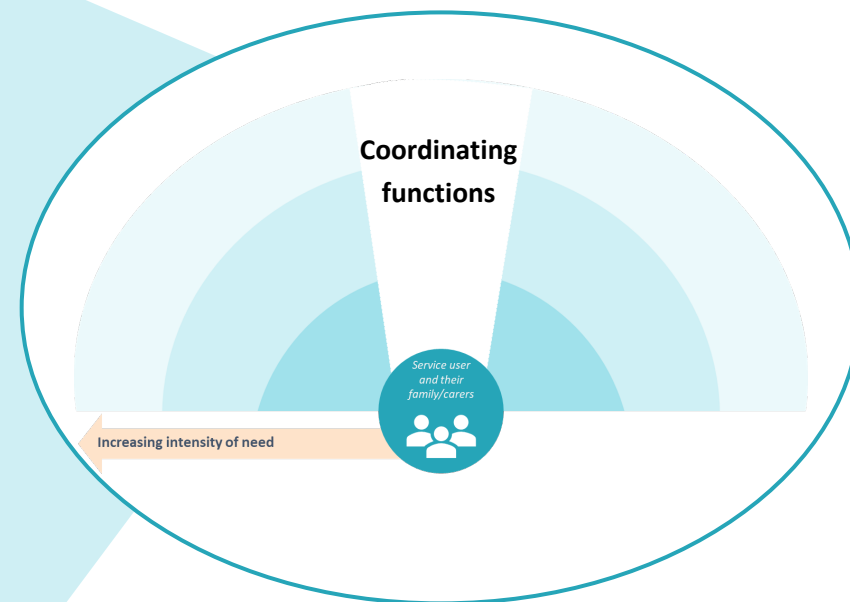 Coordinating
functions
Service user
and their
family/carers
Increasing intensity of need